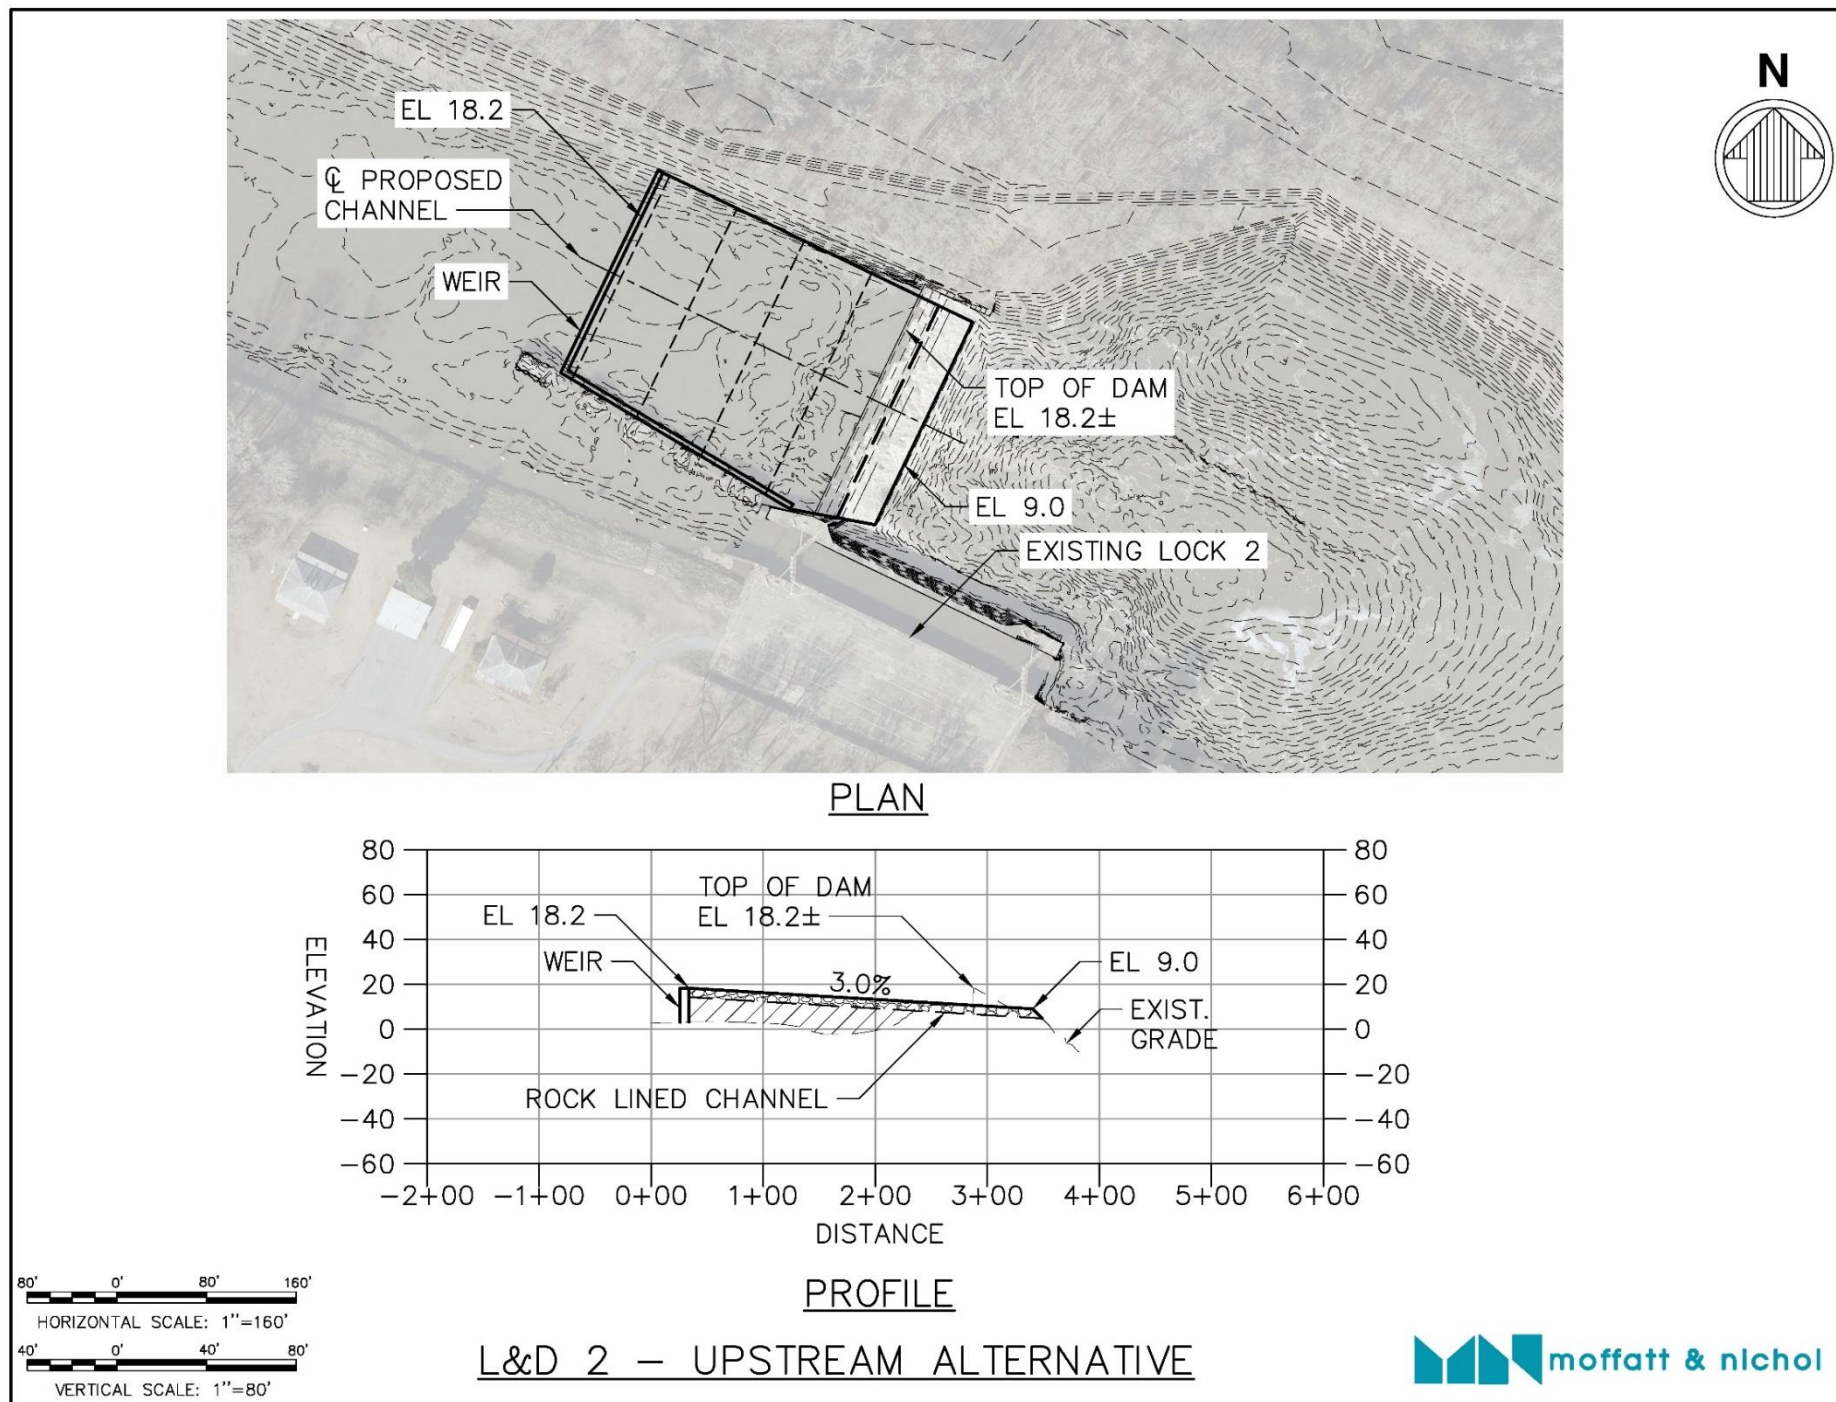 N
EL 18.2
℄ PROPOSED
CHANNEL
WEIR
TOP OF DAM
EL 18.2±
EL 9.0
EXISTING LOCK 2
PLAN
80
60
40
20
0
−20
−40
−60
ELEVATION
TOP OF DAM
EL 18.2±
EL 18.2
WEIR
3.0%
EL 9.0
EXIST.
GRADE
ROCK LINED CHANNEL
80
60
40
20
0
−20
−40
−60
−2+00 −1+00 0+00 1+00 2+00 3+00 4+00 5+00 6+00
DISTANCE
PROFILE
80' 0' 80' 160'
HORIZONTAL SCALE: 1"=160'
40' 0' 40' 80'
VERTICAL SCALE: 1"=80'
L&D 2 − UPSTREAM ALTERNATIVE
moffatt & nichol